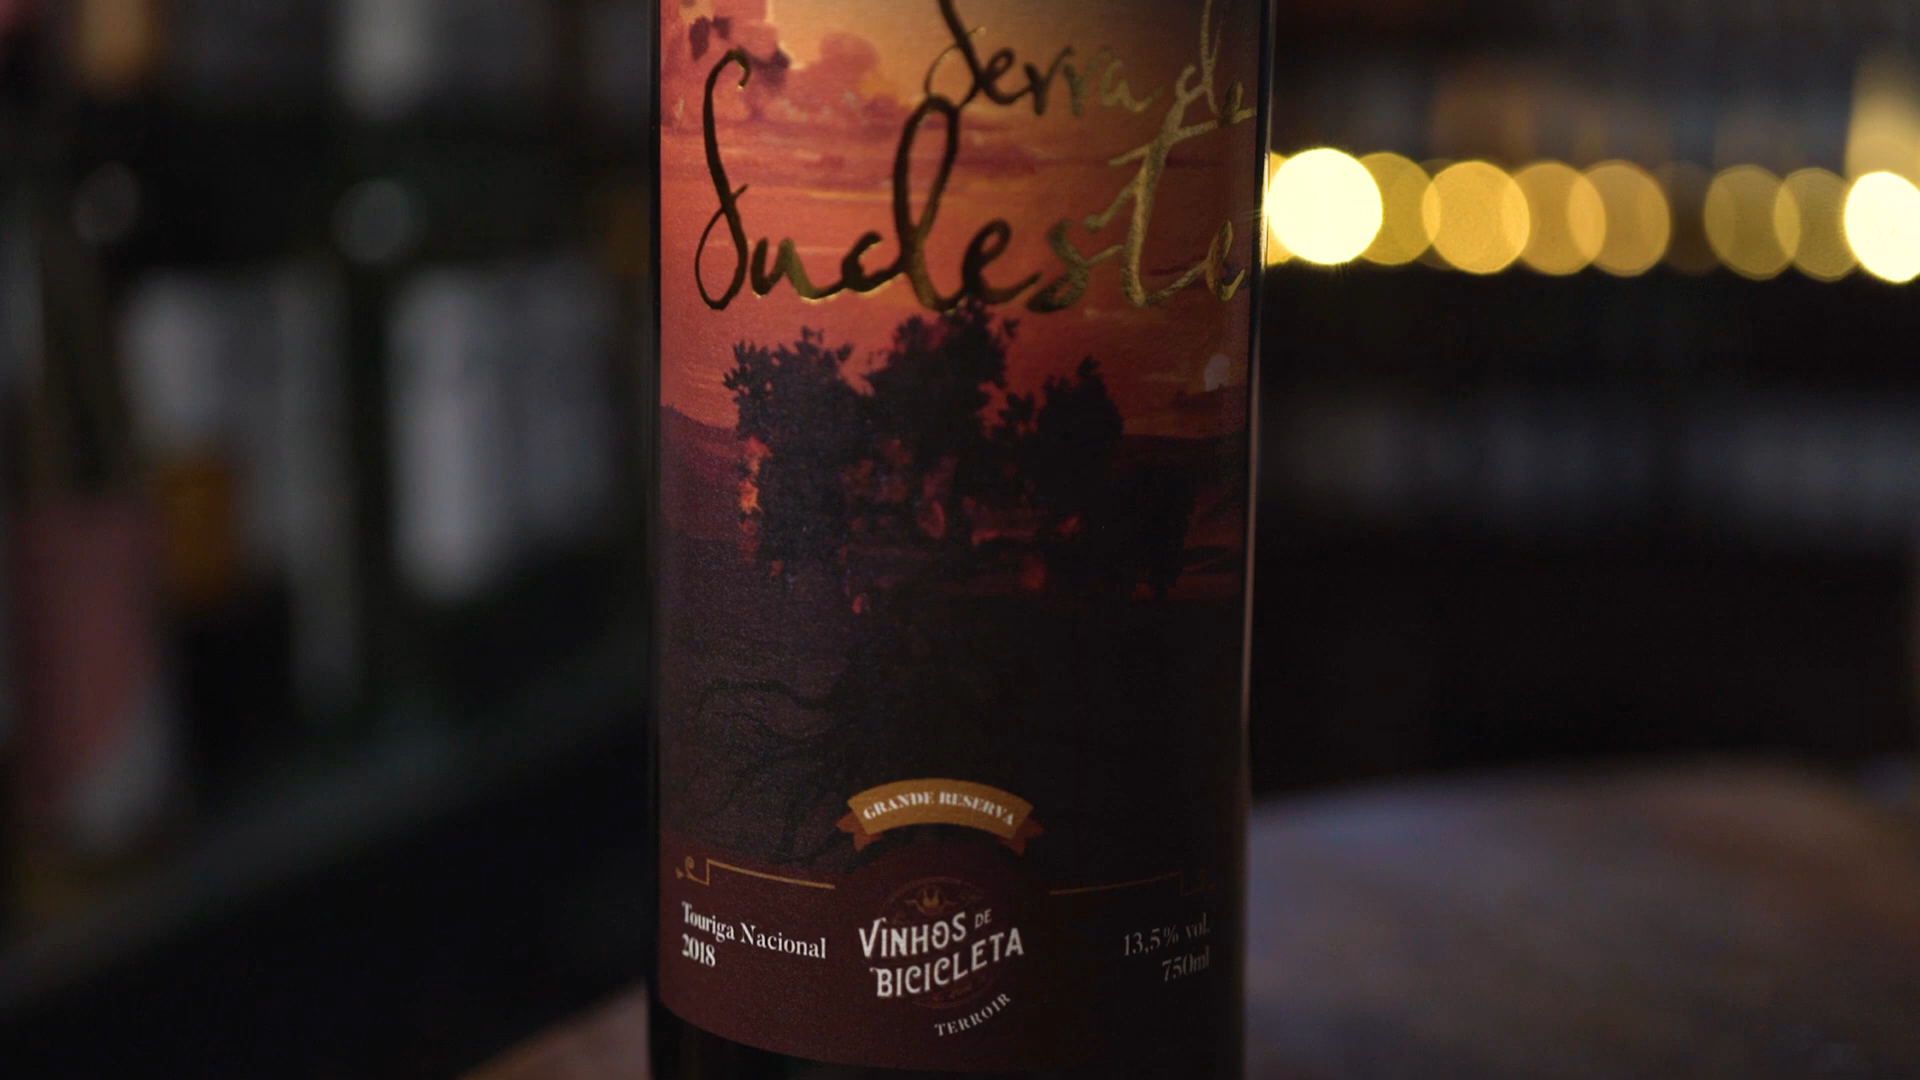 Serra de
Sudeste
GRANDE RESERVA
Touriga Nacional
2018
VINHOS DE
BICICLETA
TERROIR
13,5% vol.
750ml